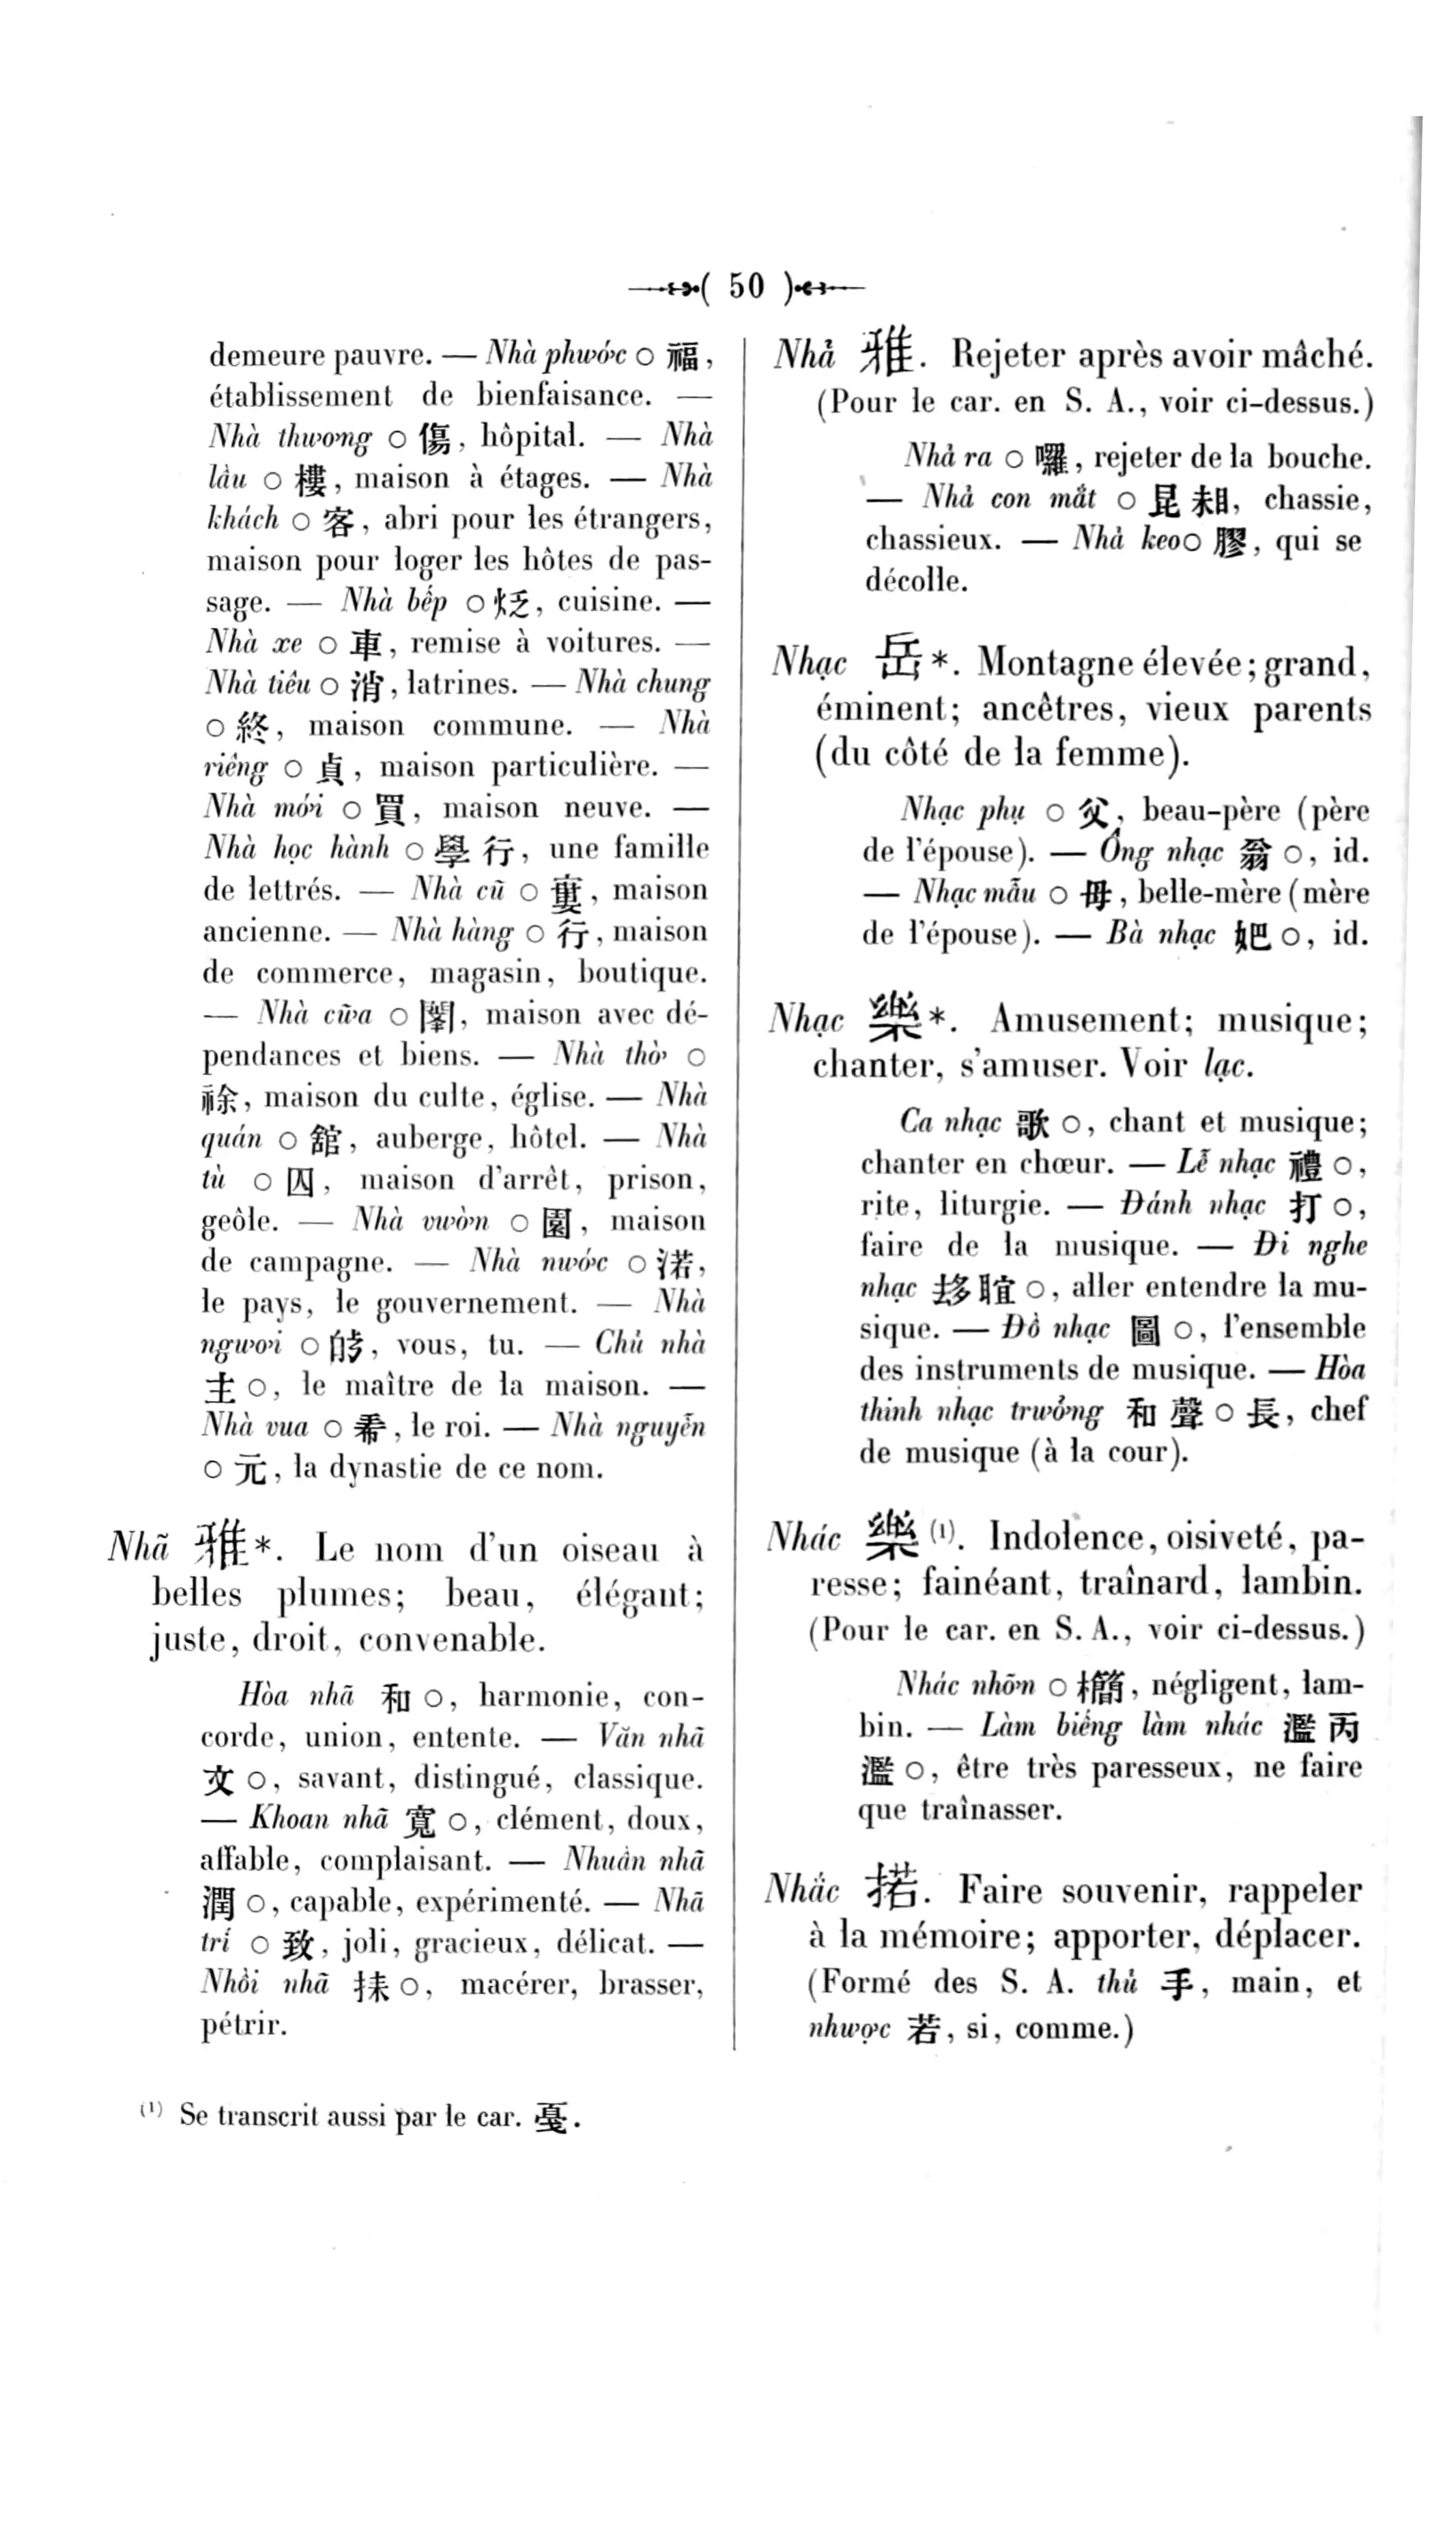 ( 50 )
demeure pauvre. — Nhà phước ○ 福,
établissement de bienfaisance. —
Nhà thương ○ 傷, hôpital. — Nhà
lầu ○ 樓, maison à étages. — Nhà
khách ○ 客, abri pour les étrangers,
maison pour loger les hôtes de pas-
sage. — Nhà bếp ○ 炪, cuisine. —
Nhà xe ○ 車, remise à voitures. —
Nhà tiêu ○ 消, latrines. — Nhà chung
○ 終, maison commune. — Nhà
riêng ○ 貞, maison particulière. —
Nhà mới ○ 買, maison neuve. —
Nhà học hành ○ 學 行, une famille
de lettrés. — Nhà cũ ○ 寠, maison
ancienne. — Nhà hàng ○ 行, maison
de commerce, magasin, boutique.
— Nhà cữa ○, maison avec dé-
pendances et biens. — Nhà thờ ○
, maison du culte, église. — Nhà
quán ○ 舘, auberge, hôtel. — Nhà
tù ○ 囚, maison d'arrêt, prison,
geôle. — Nhà vườn ○ 園, maison
de campagne. — Nhà nước ○ 渃,
le pays, le gouvernement. — Nhà
ngươi ○, vous, tu. — Chủ nhà
主 ○, le maître de la maison. —
Nhà vua ○, le roi. — Nhà nguyễn
○ 元, la dynastie de ce nom.
Nhã 雅*. Le nom d'un oiseau à
belles plumes; beau, élégant;
juste, droit, convenable.
Hòa nhã 和 ○, harmonie, con-
corde, union, entente. — Văn nhã
文 ○, savant, distingué, classique.
— Khoan nhã 寬 ○, clément, doux,
affable, complaisant. — Nhuần nhã
潤 ○, capable, expérimenté. — Nhã
trí ○ 致, joli, gracieux, délicat. —
Nhồi nhã ○, macérer, brasser,
pétrir.
(1) Se transcrit aussi par le car. 戞.
Nhả 雅. Rejeter après avoir mâché.
(Pour le car. en S. A., voir ci-dessus.)
Nhả ra ○ 囉, rejeter de la bouche.
— Nhả con mắt ○ 昆 眜, chassie,
chassieux. — Nhả keo ○ 膠, qui se
décolle.
Nhạc 岳*. Montagne élevée; grand,
éminent; ancêtres, vieux parents
(du côté de la femme).
Nhạc phụ ○ 父, beau-père (père
de l'épouse). — Ông nhạc 翁 ○, id.
— Nhạc mẫu ○ 母, belle-mère (mère
de l'épouse). — Bà nhạc 妑 ○, id.
Nhạc 樂*. Amusement; musique;
chanter, s'amuser. Voir lạc.
Ca nhạc 歌 ○, chant et musique;
chanter en chœur. — Lễ nhạc 禮 ○,
rite, liturgie. — Đánh nhạc 打 ○,
faire de la musique. — Đi nghe
nhạc 𠫾 䏦 ○, aller entendre la mu-
sique. — Đồ nhạc 圖 ○, l'ensemble
des instruments de musique. — Hòa
thinh nhạc trưởng 和 聲 ○ 長, chef
de musique (à la cour).
Nhác 樂 (1). Indolence, oisiveté, pa-
resse; fainéant, traînard, lambin.
(Pour le car. en S. A., voir ci-dessus.)
Nhác nhỡn ○, négligent, lam-
bin. — Làm biếng làm nhác 濫 丙
濫 ○, être très paresseux, ne faire
que traînasser.
Nhắc 掿. Faire souvenir, rappeler
à la mémoire; apporter, déplacer.
(Formé des S. A. thủ 手, main, et
nhược 若, si, comme.)